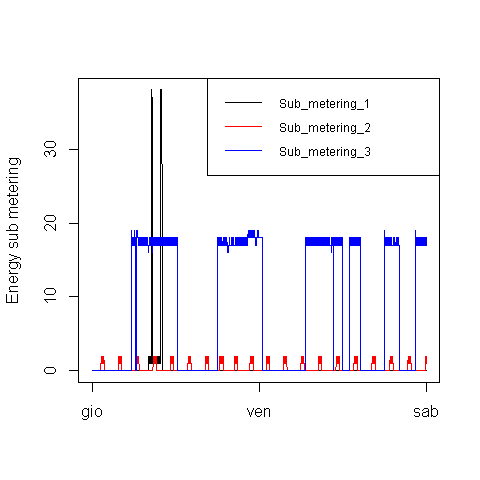 Sub_metering_1
Sub_metering_2
Sub_metering_3
Energy sub metering
30
20
10
0
gio ven sab